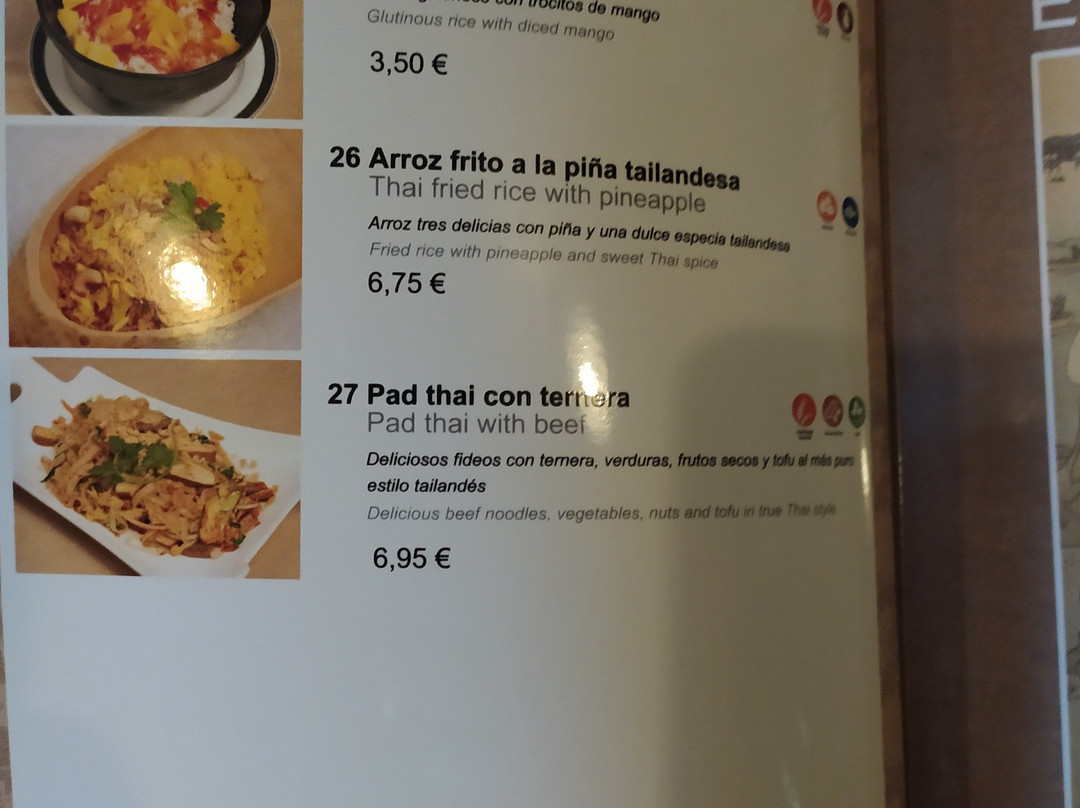 con trocitos de mango
Glutinous rice with diced mango
3,50 €
26 Arroz frito a la piña tailandesa
Thai fried rice with pineapple
Arroz tres delicias con piña y una dulce especia tailandesa
Fried rice with pineapple and sweet Thai spice
6,75 €
27 Pad thai con ternera
Pad thai with beef
Deliciosos fideos con ternera, verduras, frutos secos y tofu al més puro
estilo tailandés
Delicious beef noodles, vegetables, nuts and tofu in true Thai style
6,95 €